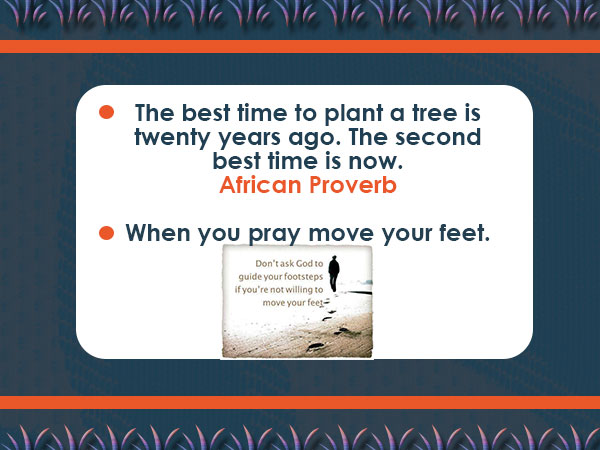 The best time to plant a tree is
twenty years ago. The second
best time is now.
African Proverb
When you pray move your feet.
Don't ask God to
guide your footsteps
if you're not willing to
move your feet